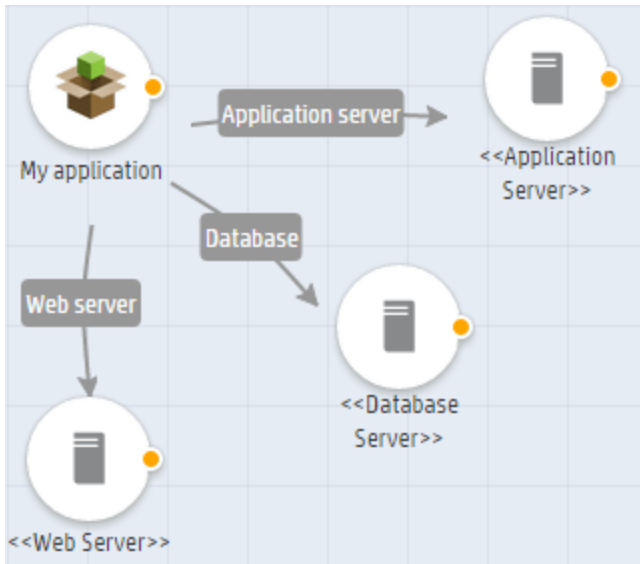 Application server
<<Application
Server>>
My application
Database
Web server
<<Database
Server>>
<<Web Server>>